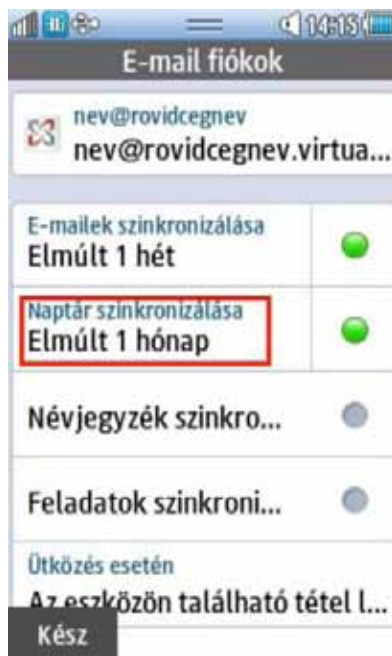 14:15
E-mail fiókok
nev@rovidcegnev
nev@rovidcegnev.virtua...
E-mailek szinkronizálása
Elmúlt 1 hét
Naptár szinkronizálása
Elmúlt 1 hónap
Névjegyzék szinkro...
Feladatok szinkroni...
Ütközés esetén
Az eszközön található tétel l...
Kész